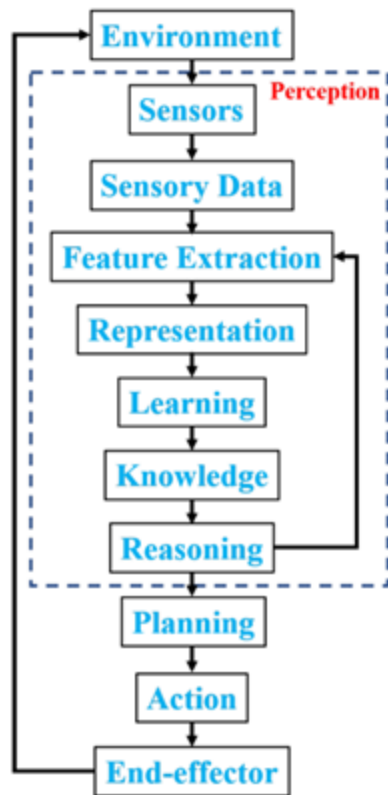 Environment
Perception
Sensors
Sensory Data
Feature Extraction
Representation
Learning
Knowledge
Reasoning
Planning
Action
End-effector